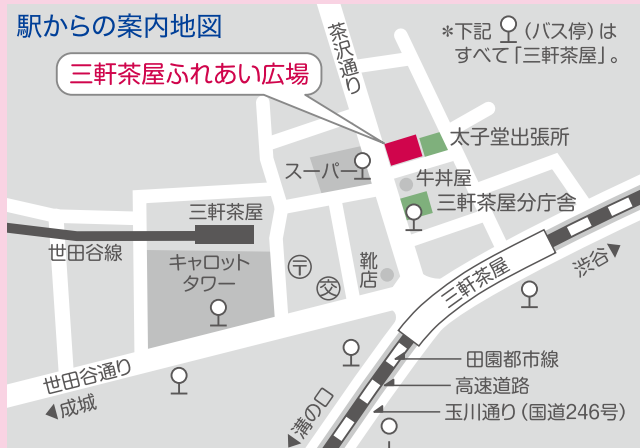 駅からの案内地図
茶沢通り
*下記（バス停）は
すべて「三軒茶屋」。
三軒茶屋ふれあい広場
太子堂出張所
スーパー
牛丼屋
三軒茶屋分庁舎
三軒茶屋
世田谷線
キャロット
タワー
〒
交
靴店
三軒茶屋
渋谷▶
世田谷通り
◀成城
田園都市線
高速道路
玉川通り（国道246号）
◀溝の口